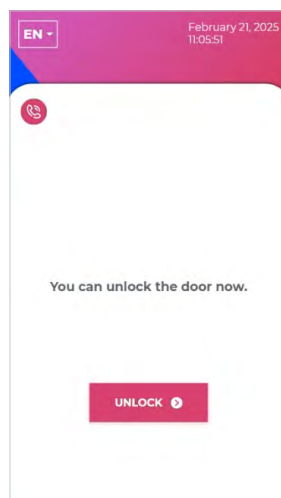 EN
February 21, 2025
11:05:51
You can unlock the door now.
UNLOCK